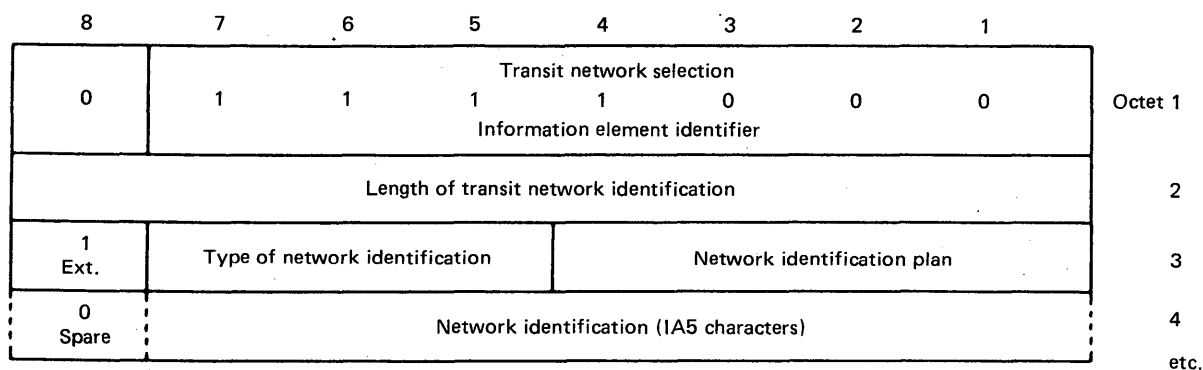 8 7 6 5 4 3 2 1
Transit network selection
0 1 1 1 1 0 0 0 Octet 1
Information element identifier
Length of transit network identification 2
1
Ext. Type of network identification Network identification plan 3
0
Spare Network identification (IA5 characters) 4
etc.